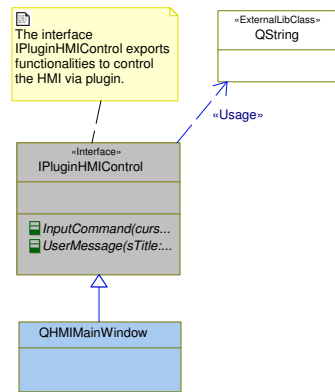 The interface
IPluginHMIControl exports
functionalities to control
the HMI via plugin.
«ExternalLibClass»
QString
«Usage»
«Interface»
IPluginHMIControl
InputCommand(curs...
UserMessage(sTitle:...
QHMIMainWindow